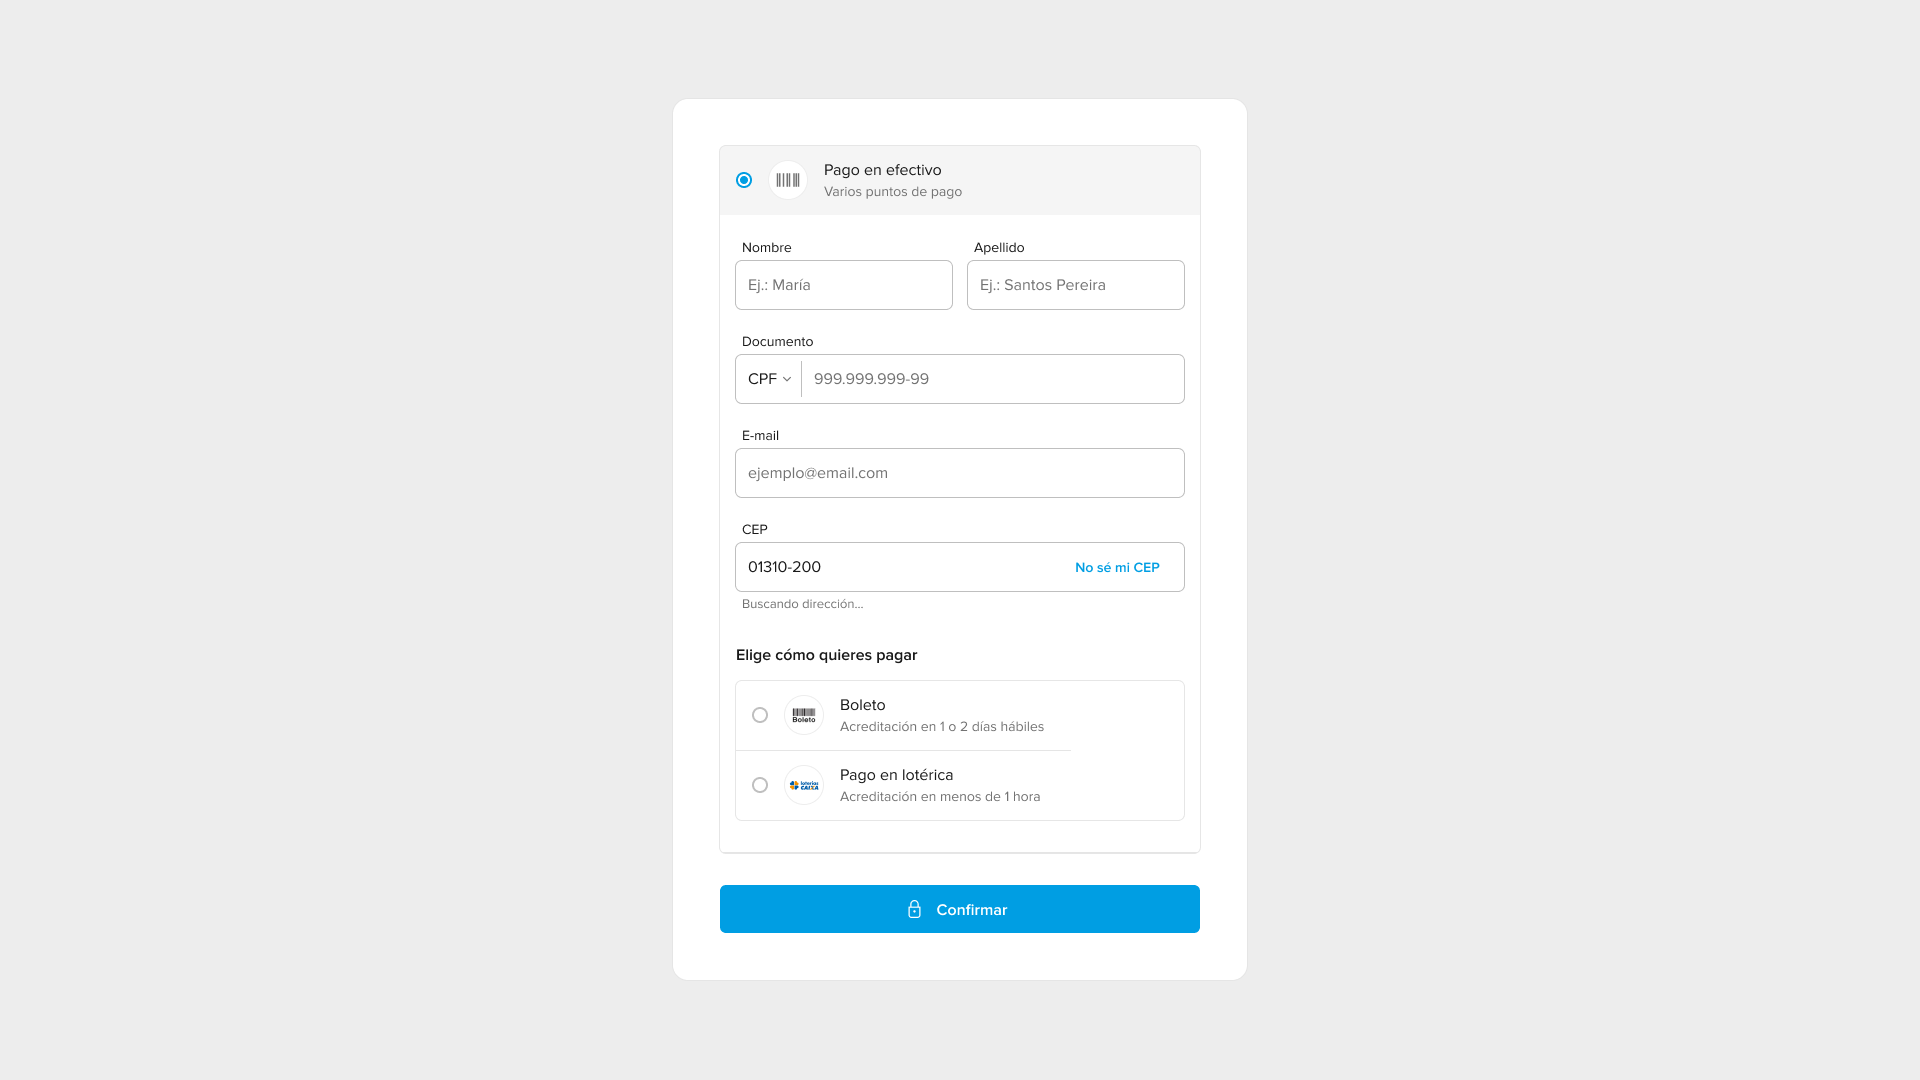 Pago en efectivo
Varios puntos de pago
Nombre
Apellido
Ej.: María
Ej.: Santos Pereira
Documento
CPF
999.999.999-99
E-mail
ejemplo@email.com
CEP
01310-200
No sé mi CEP
Buscando dirección...
Elige cómo quieres pagar
Boleto
Boleto
Acreditación en 1 o 2 días hábiles
loterias
CAIXA
Pago en lotérica
Acreditación en menos de 1 hora
Confirmar